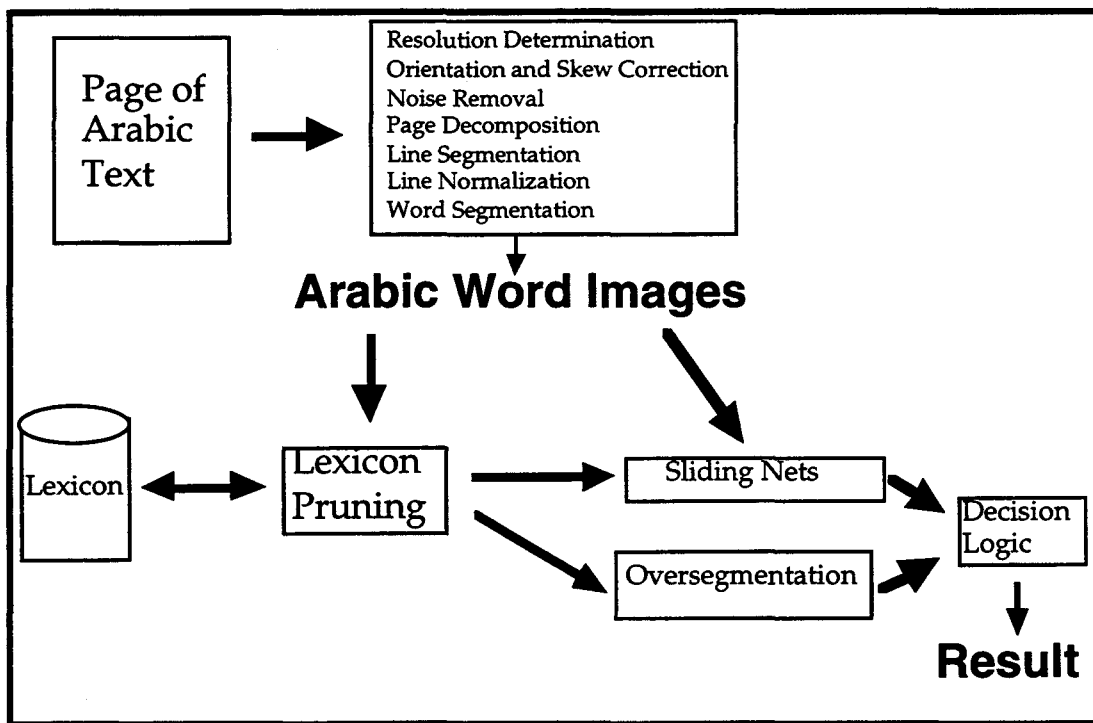 Page of
Arabic
Text
Resolution Determination
Orientation and Skew Correction
Noise Removal
Page Decomposition
Line Segmentation
Line Normalization
Word Segmentation
Arabic Word Images
Lexicon
Lexicon
Pruning
Sliding Nets
Oversegmentation
Decision
Logic
Result